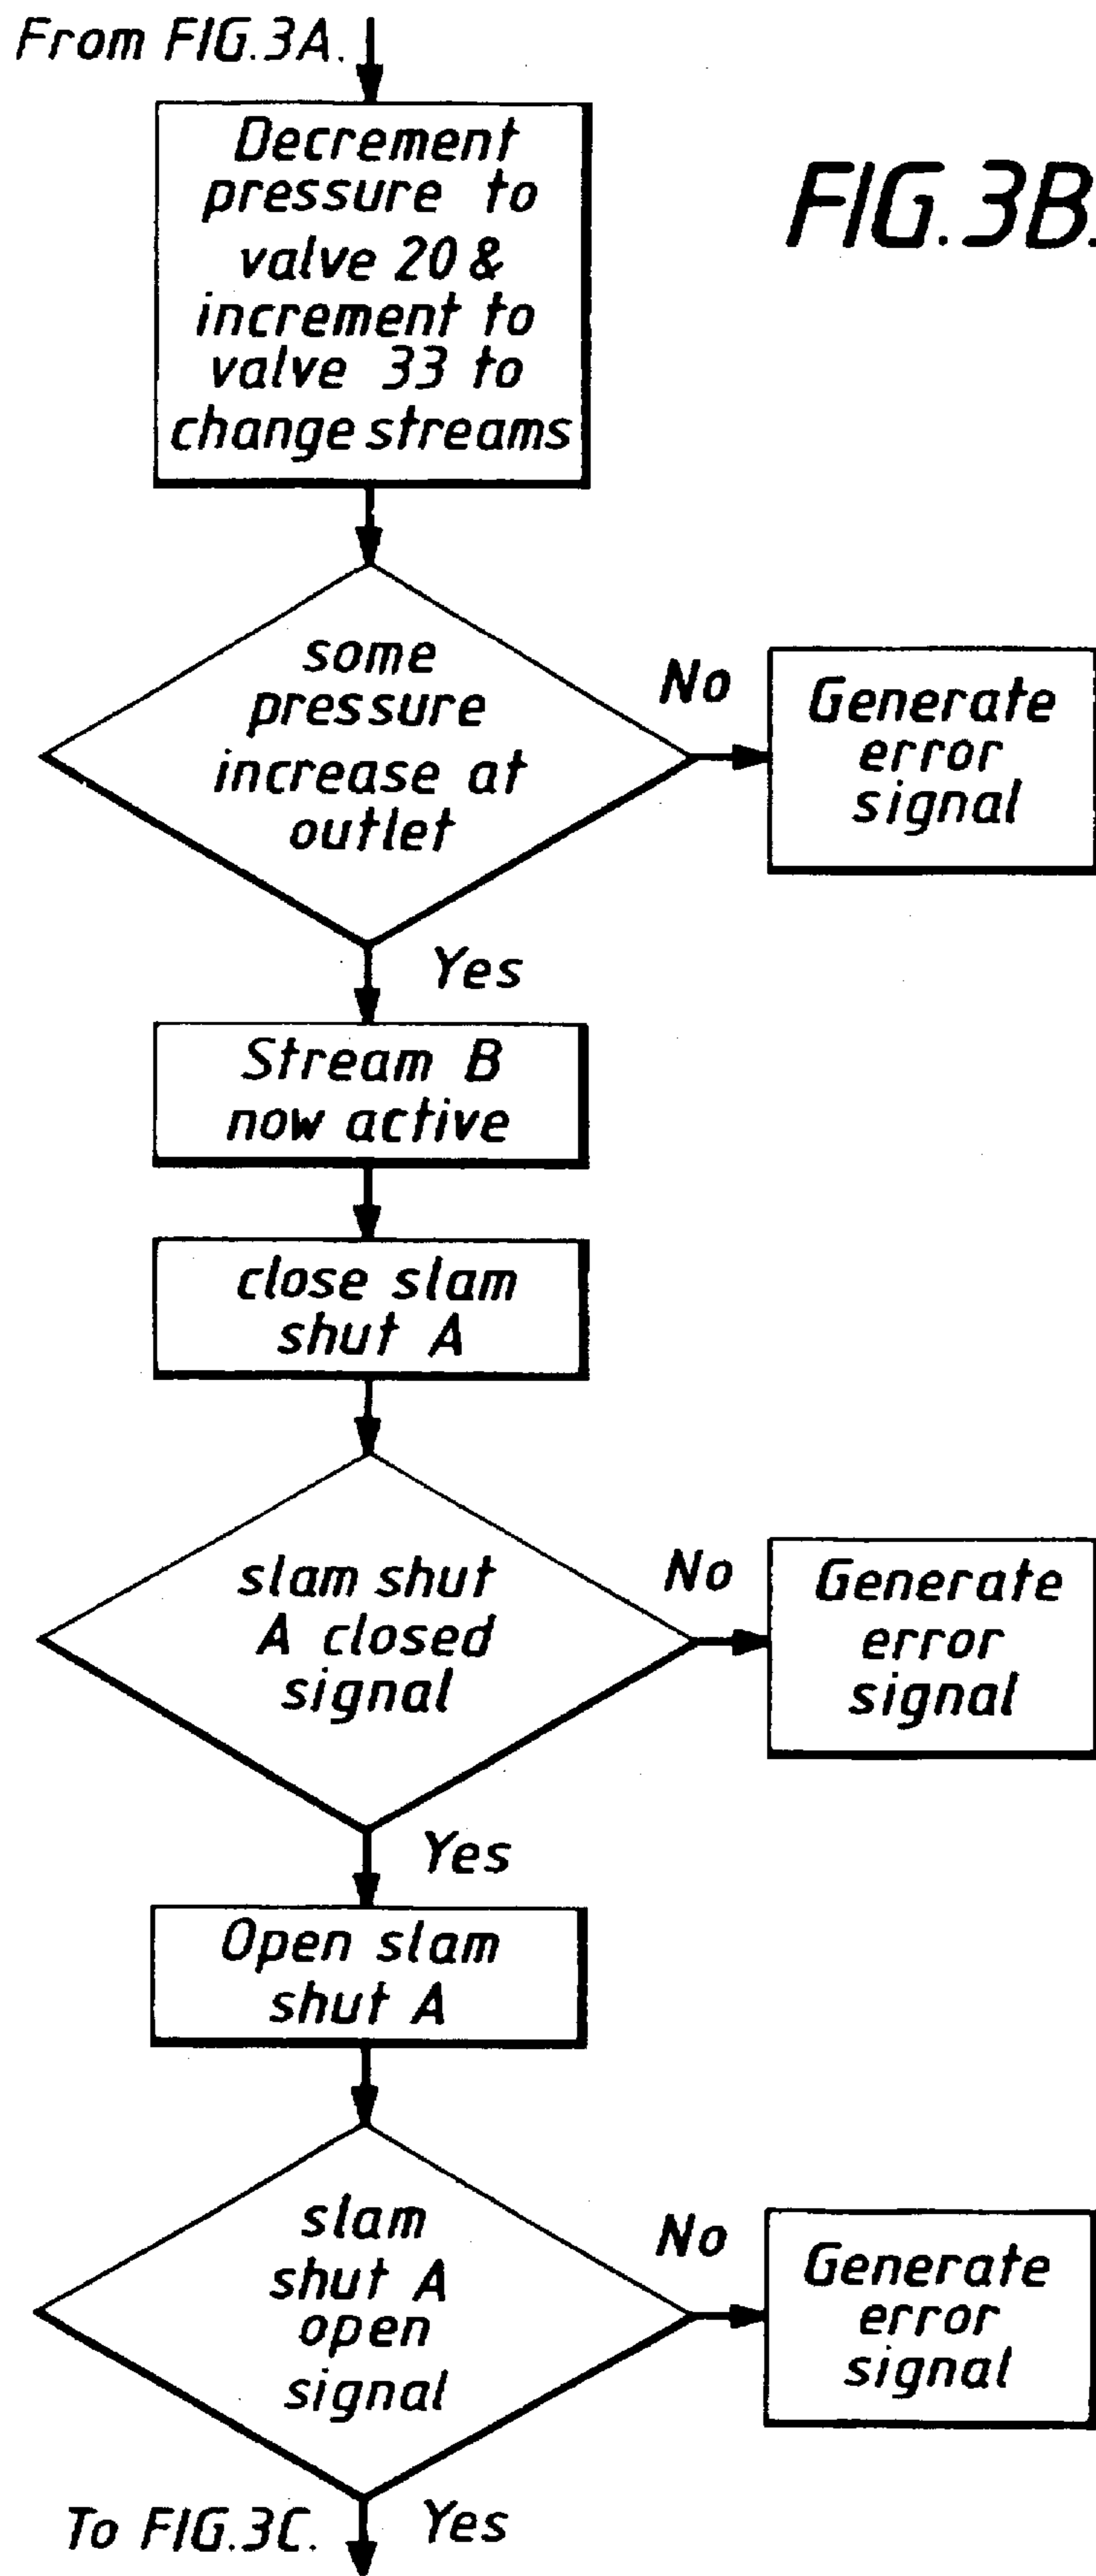 From FIG.3A.
FIG.3B.
Decrement
pressure to
valve 20 &
increment to
valve 33 to
change streams
some
pressure
increase at
outlet
No
Generate
error
signal
Yes
Stream B
now active
close slam
shut A
slam shut
A closed
signal
No
Generate
error
signal
Yes
Open slam
shut A
slam
shut A
open
signal
No
Generate
error
signal
To FIG.3C.
Yes